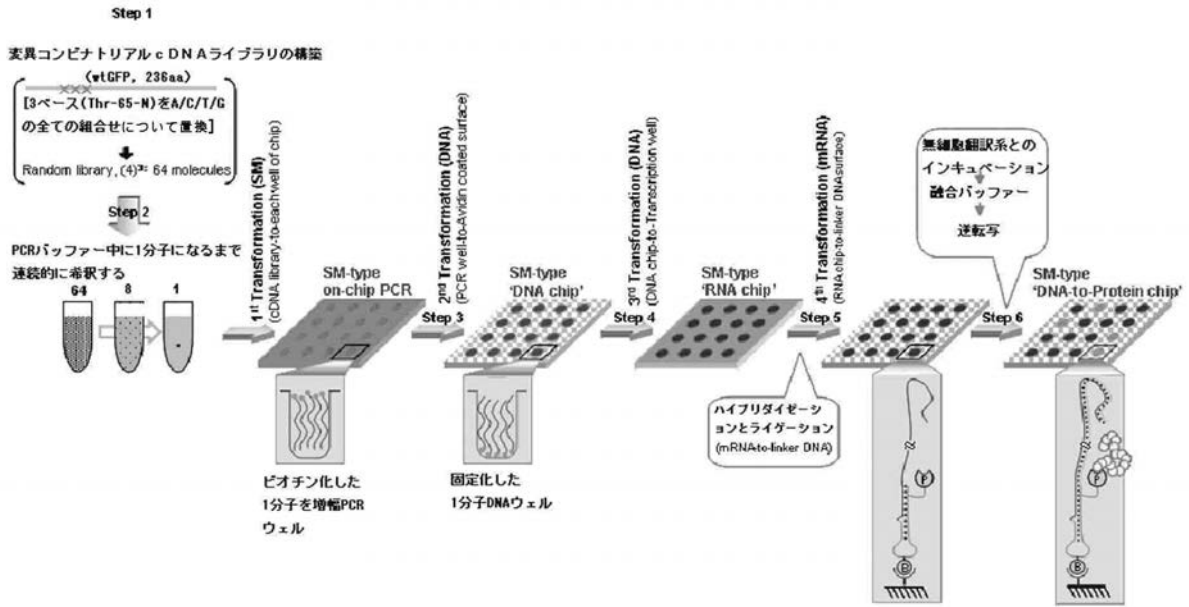 Step 1
変異コンビナトリアルcDNAライブラリの構築
(wtGFP, 236aa)
×××
[3ベース(Thr-65-N)をA/C/T/G
の全ての組合せについて置換]
Random library, (4)³= 64 molecules
Step 2
PCRバッファー中に1分子になるまで
連続的に希釈する
64 8 1
1st Transformation (SM)
(cDNA library-to-each well of chip)
SM-type
on-chip PCR
ビオチン化した
1分子を増幅PCR
ウェル
2nd Transformation (DNA)
(PCR well-to-Avidin coated surface)
Step 3
SM-type
'DNA chip'
固定化した
1分子DNAウェル
3rd Transformation (DNA)
(DNA chip-to-Transcription well)
Step 4
SM-type
'RNA chip'
4th Transformation (mRNA)
(RNA chip-to-linker DNA surface)
Step 5
ハイブリダイゼーシ
ョンとライゲーション
(mRNA-to-linker DNA)
P
B
無細胞翻訳系との
インキュベーション
融合バッファー
逆転写
Step 6
SM-type
'DNA-to-Protein chip'
P
B